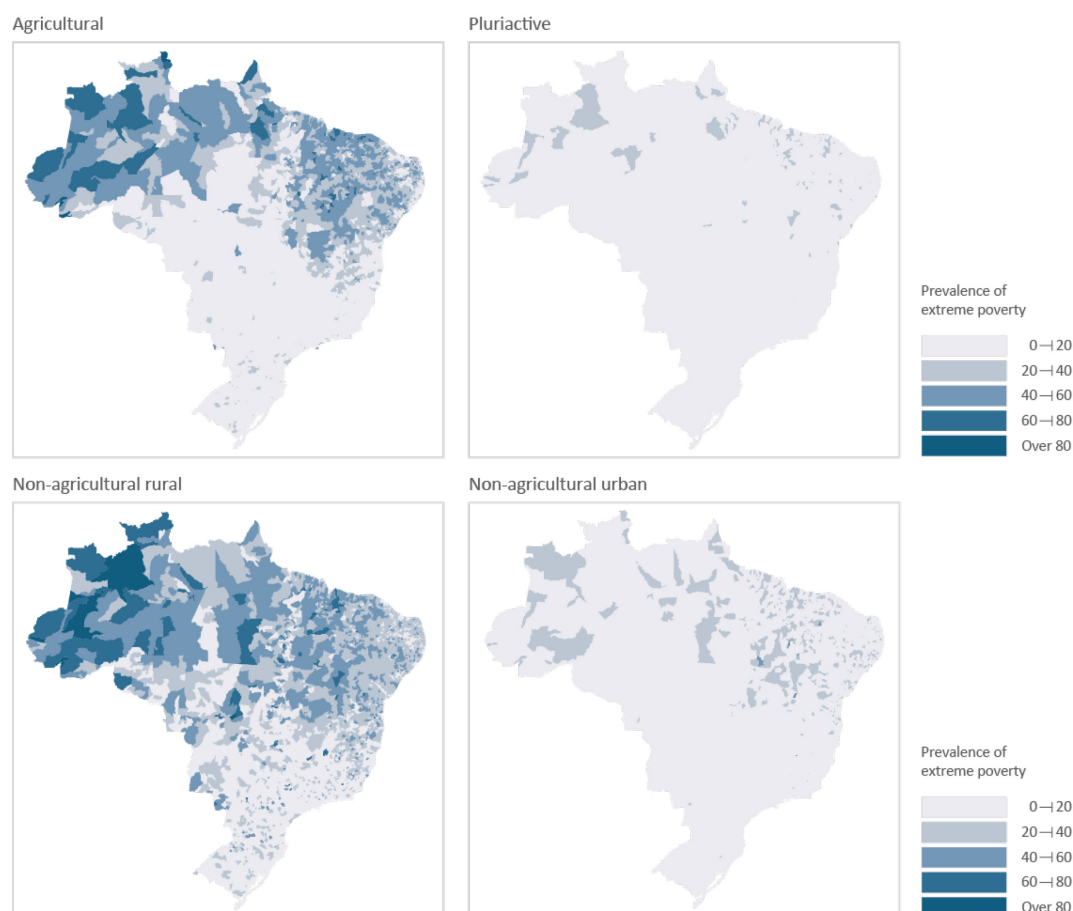 Agricultural
Pluriactive
Prevalence of
extreme poverty
0⊣20
20⊣40
40⊣60
60⊣80
Over 80
Non-agricultural rural
Non-agricultural urban
Prevalence of
extreme poverty
0⊣20
20⊣40
40⊣60
60⊣80
Over 80